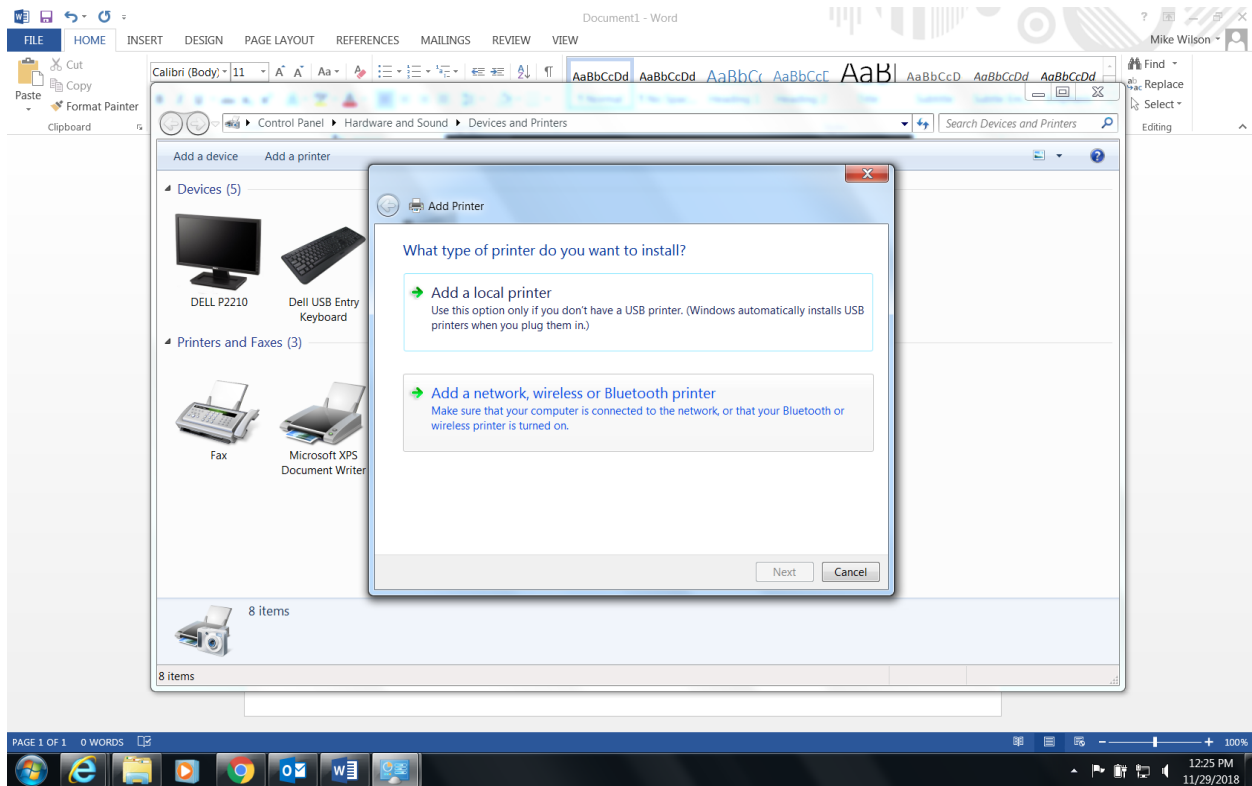 Document1 - Word
FILE HOME INSERT DESIGN PAGE LAYOUT REFERENCES MAILINGS REVIEW VIEW
Mike Wilson
Cut
Copy
Paste
Format Painter
Clipboard
Calibri (Body) 11
AaBbCcDd AaBbCcDd AaBbCc AaBbCcD AaBbCcDd AaBbCcDd
Find
Replace
Select
Editing
Control Panel Hardware and Sound Devices and Printers
Search Devices and Printers
Add a device Add a printer
Devices (5)
DELL P2210
Dell USB Entry
Keyboard
Printers and Faxes (3)
Fax
Microsoft XPS
Document Writer
Add Printer
What type of printer do you want to install?
Add a local printer
Use this option only if you don't have a USB printer. (Windows automatically installs USB
printers when you plug them in.)
Add a network, wireless or Bluetooth printer
Make sure that your computer is connected to the network, or that your Bluetooth or
wireless printer is turned on.
Next Cancel
8 items
8 items
PAGE 1 OF 1 0 WORDS
100%
12:25 PM
11/29/2018